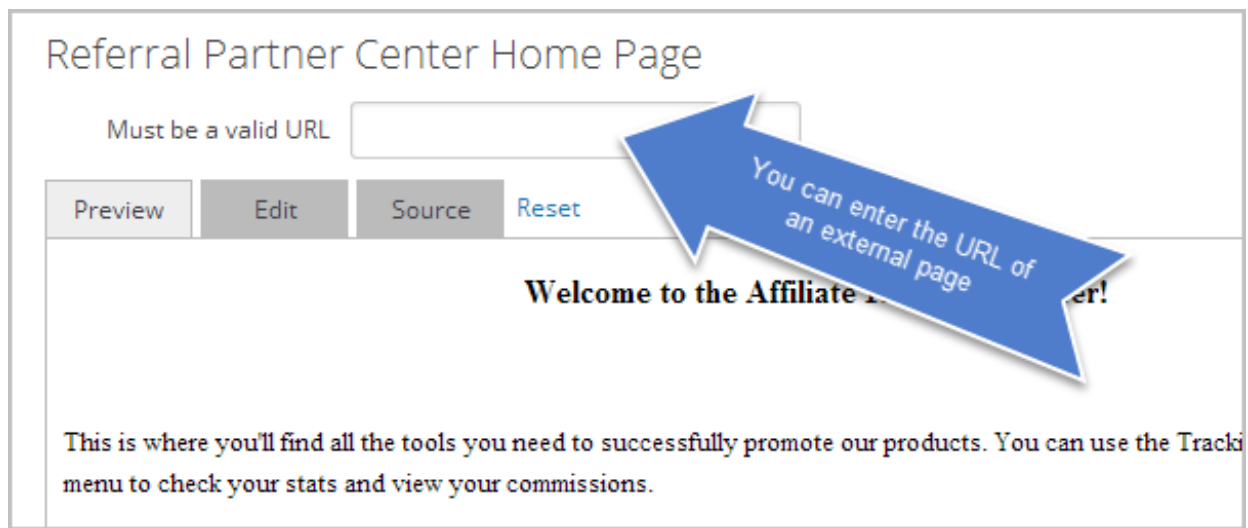 Referral Partner Center Home Page
Must be a valid URL
You can enter the URL of
an external page
Preview Edit Source Reset
Welcome to the Affiliate
This is where you'll find all the tools you need to successfully promote our products. You can use the
menu to check your stats and view your commissions.